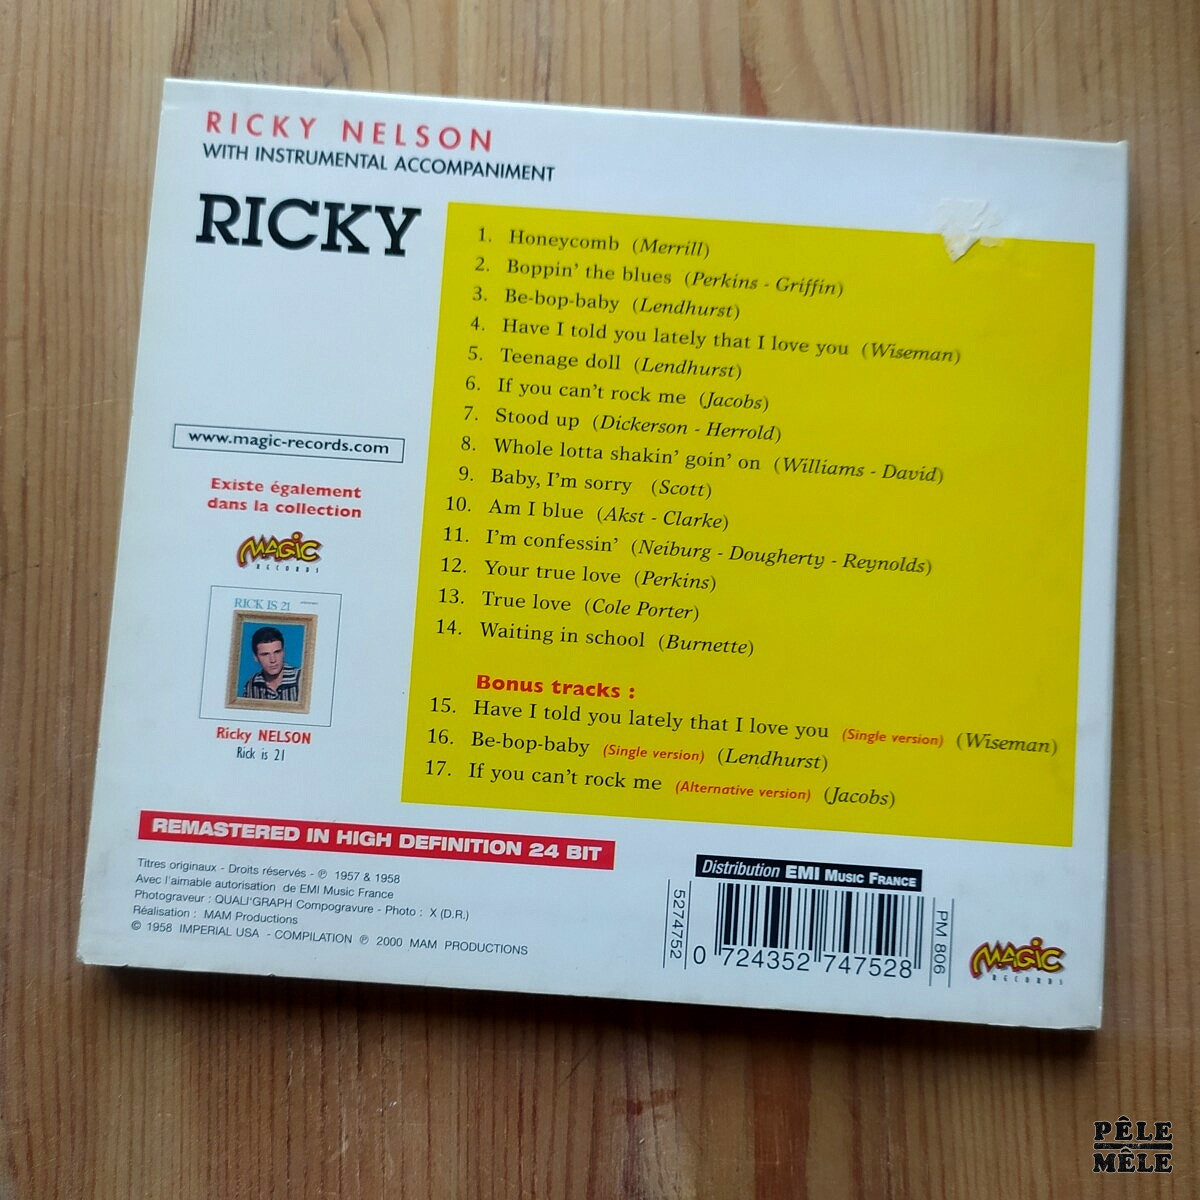 RICKY NELSON
WITH INSTRUMENTAL ACCOMPANIMENT
RICKY
1. Honeycomb (Merrill)
2. Boppin' the blues (Perkins - Griffin)
3. Be-bop-baby (Lendhurst)
4. Have I told you lately that I love you (Wiseman)
5. Teenage doll (Lendhurst)
6. If you can't rock me (Jacobs)
7. Stood up (Dickerson - Herrold)
8. Whole lotta shakin' goin' on (Williams - David)
9. Baby, I'm sorry (Scott)
10. Am I blue (Akst - Clarke)
11. I'm confessin' (Neiburg - Dougherty - Reynolds)
12. Your true love (Perkins)
13. True love (Cole Porter)
14. Waiting in school (Burnette)
Bonus tracks :
15. Have I told you lately that I love you (Single version) (Wiseman)
16. Be-bop-baby (Single version) (Lendhurst)
17. If you can't rock me (Alternative version) (Jacobs)
www.magic-records.com
Existe également
dans la collection
MAGIC
RECORDS
RICK IS 21
Ricky NELSON
Rick is 21
REMASTERED IN HIGH DEFINITION 24 BIT
Titres originaux - Droits réservés - ℗ 1957 & 1958
Avec l'aimable autorisation de EMI Music France
Photograveur : QUALI'GRAPH Compogravure - Photo : X (D.R.)
Réalisation : MAM Productions
© 1958 IMPERIAL USA - COMPILATION ℗ 2000 MAM PRODUCTIONS
Distribution EMI MUSIC FRANCE
5274752
0 724352 747528
PM 806
MAGIC
RECORDS
PÊLE
MÊLE